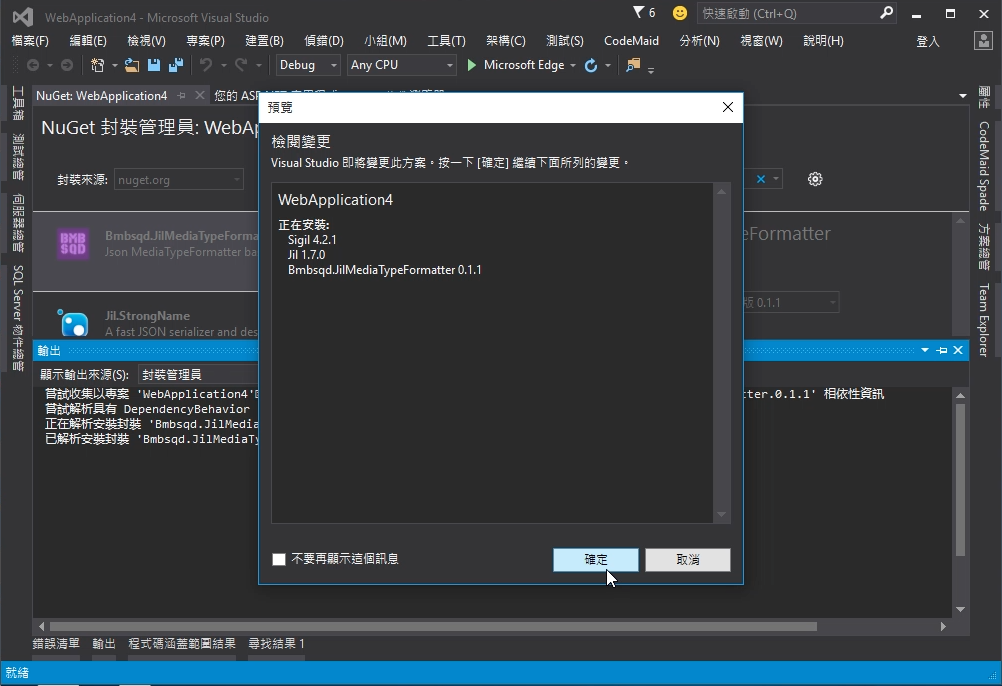 WebApplication4 - Microsoft Visual Studio
6
快速啟動 (Ctrl+Q)
檔案(F) 編輯(E) 檢視(V) 專案(P) 建置(B) 偵錯(D) 小組(M) 工具(T) 架構(C) 測試(S) CodeMaid 分析(N) 視窗(W) 說明(H) 登入
Debug Any CPU Microsoft Edge
工具箱
測試總管
伺服器總管
SQL Server 物件總管
NuGet: WebApplication4
您的
NuGet 封裝管理員:
封裝來源: nuget.org
Bmbsqd.JilMediaTypeForma
Json MediaTypeFormatter ba
BMB
SQD
Jil.StrongName
A fast JSON serializer and des
eFormatter
0.1.1
預覽
檢閱變更
Visual Studio 即將變更此方案。按一下 [確定] 繼續下面所列的變更。
WebApplication4
正在安裝:
Sigil 4.2.1
Jil 1.7.0
BmbsqdJilMediaTypeFormatter 0.1.1
不要再顯示這個訊息
確定
取消
輸出
顯示輸出來源(S): 封裝管理員
嘗試收集以專案 'WebApplication4' tter.0.1.1' 相依性資訊
嘗試解析具有 DependencyBehavior
正在解析安裝封裝 'Bmbsqd.JilMedia
已解析安裝封裝 'Bmbsqd.JilMediaTy
屬性
CodeMaid Spade
方案總管
Team Explorer
錯誤清單 輸出 程式碼涵蓋範圍結果 尋找結果 1
就緒